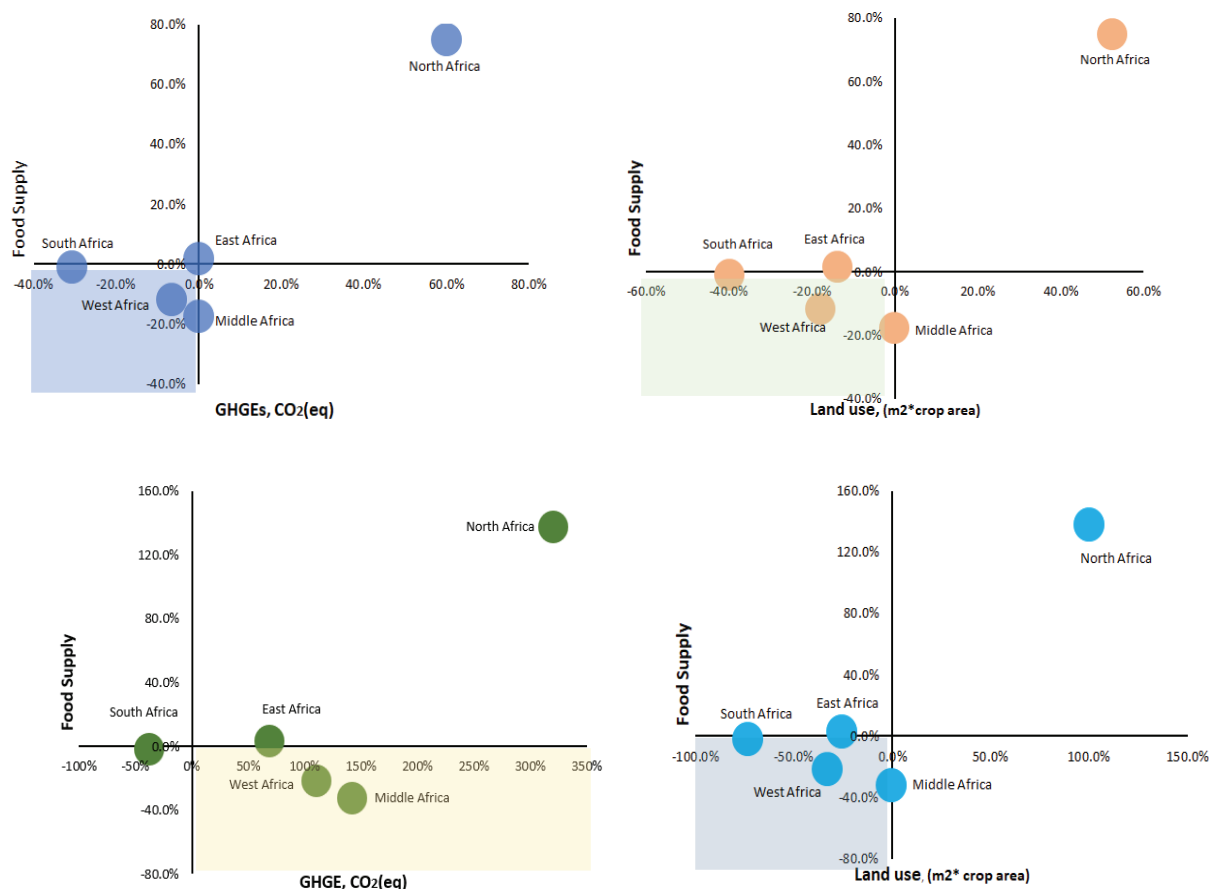 80.0%
North Africa
60.0%
40.0%
Food Supply
20.0%
South Africa
East Africa
0.0%
-40.0%
-20.0%
0.0%
20.0%
40.0%
60.0%
80.0%
West Africa
-20.0%
Middle Africa
-40.0%
GHGEs, CO2(eq)
80.0%
North Africa
60.0%
40.0%
Food Supply
20.0%
South Africa
East Africa
0.0%
-60.0%
-40.0%
-20.0%
0.0%
20.0%
40.0%
60.0%
West Africa
-20.0%
Middle Africa
-40.0%
Land use, (m2*crop area)
160.0%
North Africa
120.0%
80.0%
Food Supply
40.0%
South Africa
East Africa
0.0%
-100%
-50%
0%
50%
100%
150%
200%
250%
300%
350%
West Africa
Middle Africa
-40.0%
-80.0%
GHGE, CO2(eq)
160.0%
North Africa
120.0%
80.0%
Food Supply
40.0%
South Africa
East Africa
0.0%
-100.0%
-50.0%
0.0%
50.0%
100.0%
150.0%
West Africa
Middle Africa
-40.0%
-80.0%
Land use, (m2* crop area)